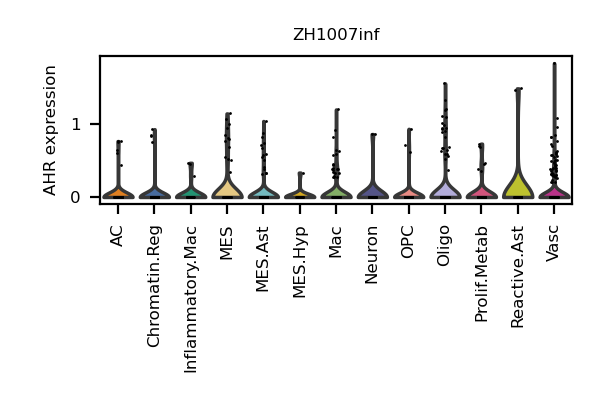 ZH1007inf
AHR expression
1
0
AC
Chromatin.Reg
Inflammatory.Mac
MES
MES.Ast
MES.Hyp
Mac
Neuron
OPC
Oligo
Prolif.Metab
Reactive.Ast
Vasc